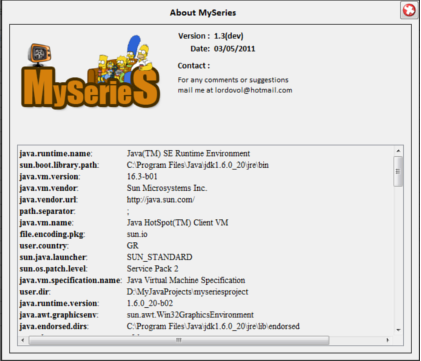 About MySeries
Version : 1.3(dev)
Date: 03/05/2011
Contact :
For any comments or suggestions
mail me at lordovol@hotmail.com
MySerieS
java.runtime.name: Java(TM) SE Runtime Environment
sun.boot.library.path: C:\Program Files\Java\jdk1.6.0_20\jre\bin
java.vm.version: 16.3-b01
java.vm.vendor: Sun Microsystems Inc.
java.vendor.url: http://java.sun.com/
path.separator: ;
java.vm.name: Java HotSpot(TM) Client VM
file.encoding.pkg: sun.io
user.country: GR
sun.java.launcher: SUN_STANDARD
sun.os.patch.level: Service Pack 2
java.vm.specification.name: Java Virtual Machine Specification
user.dir: D:\MyJavaProjects\myseriesproject
java.runtime.version: 1.6.0_20-b02
java.awt.graphicsenv: sun.awt.Win32GraphicsEnvironment
java.endorsed.dirs: C:\Program Files\Java\jdk1.6.0_20\jre\lib\endorsed